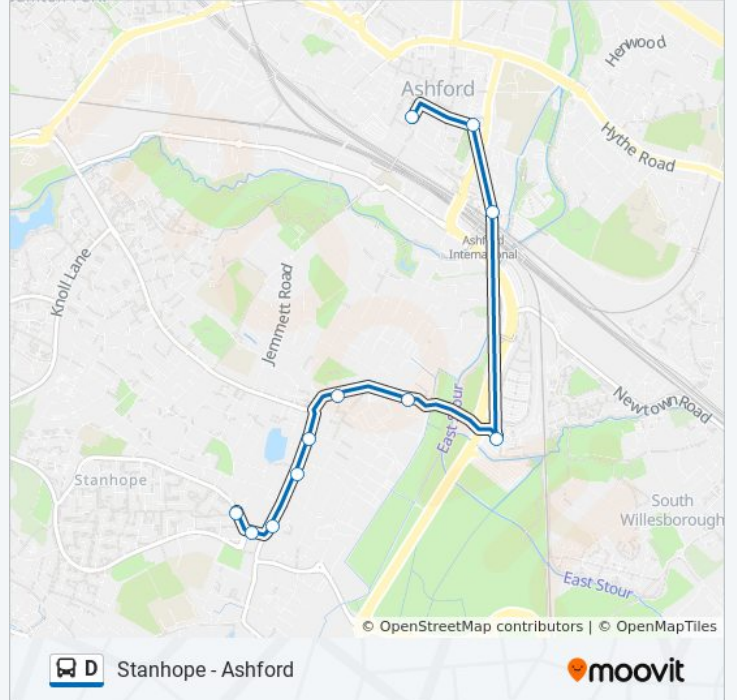 Ashford
Henwood
Hythe Road
Ashford
International
Knoll Lane
Jemmett Road
East Stour
Newtown Road
Stanhope
South
Willesborough
East Stour
© OpenStreetMap contributors | © OpenMapTiles
D Stanhope - Ashford
moovit